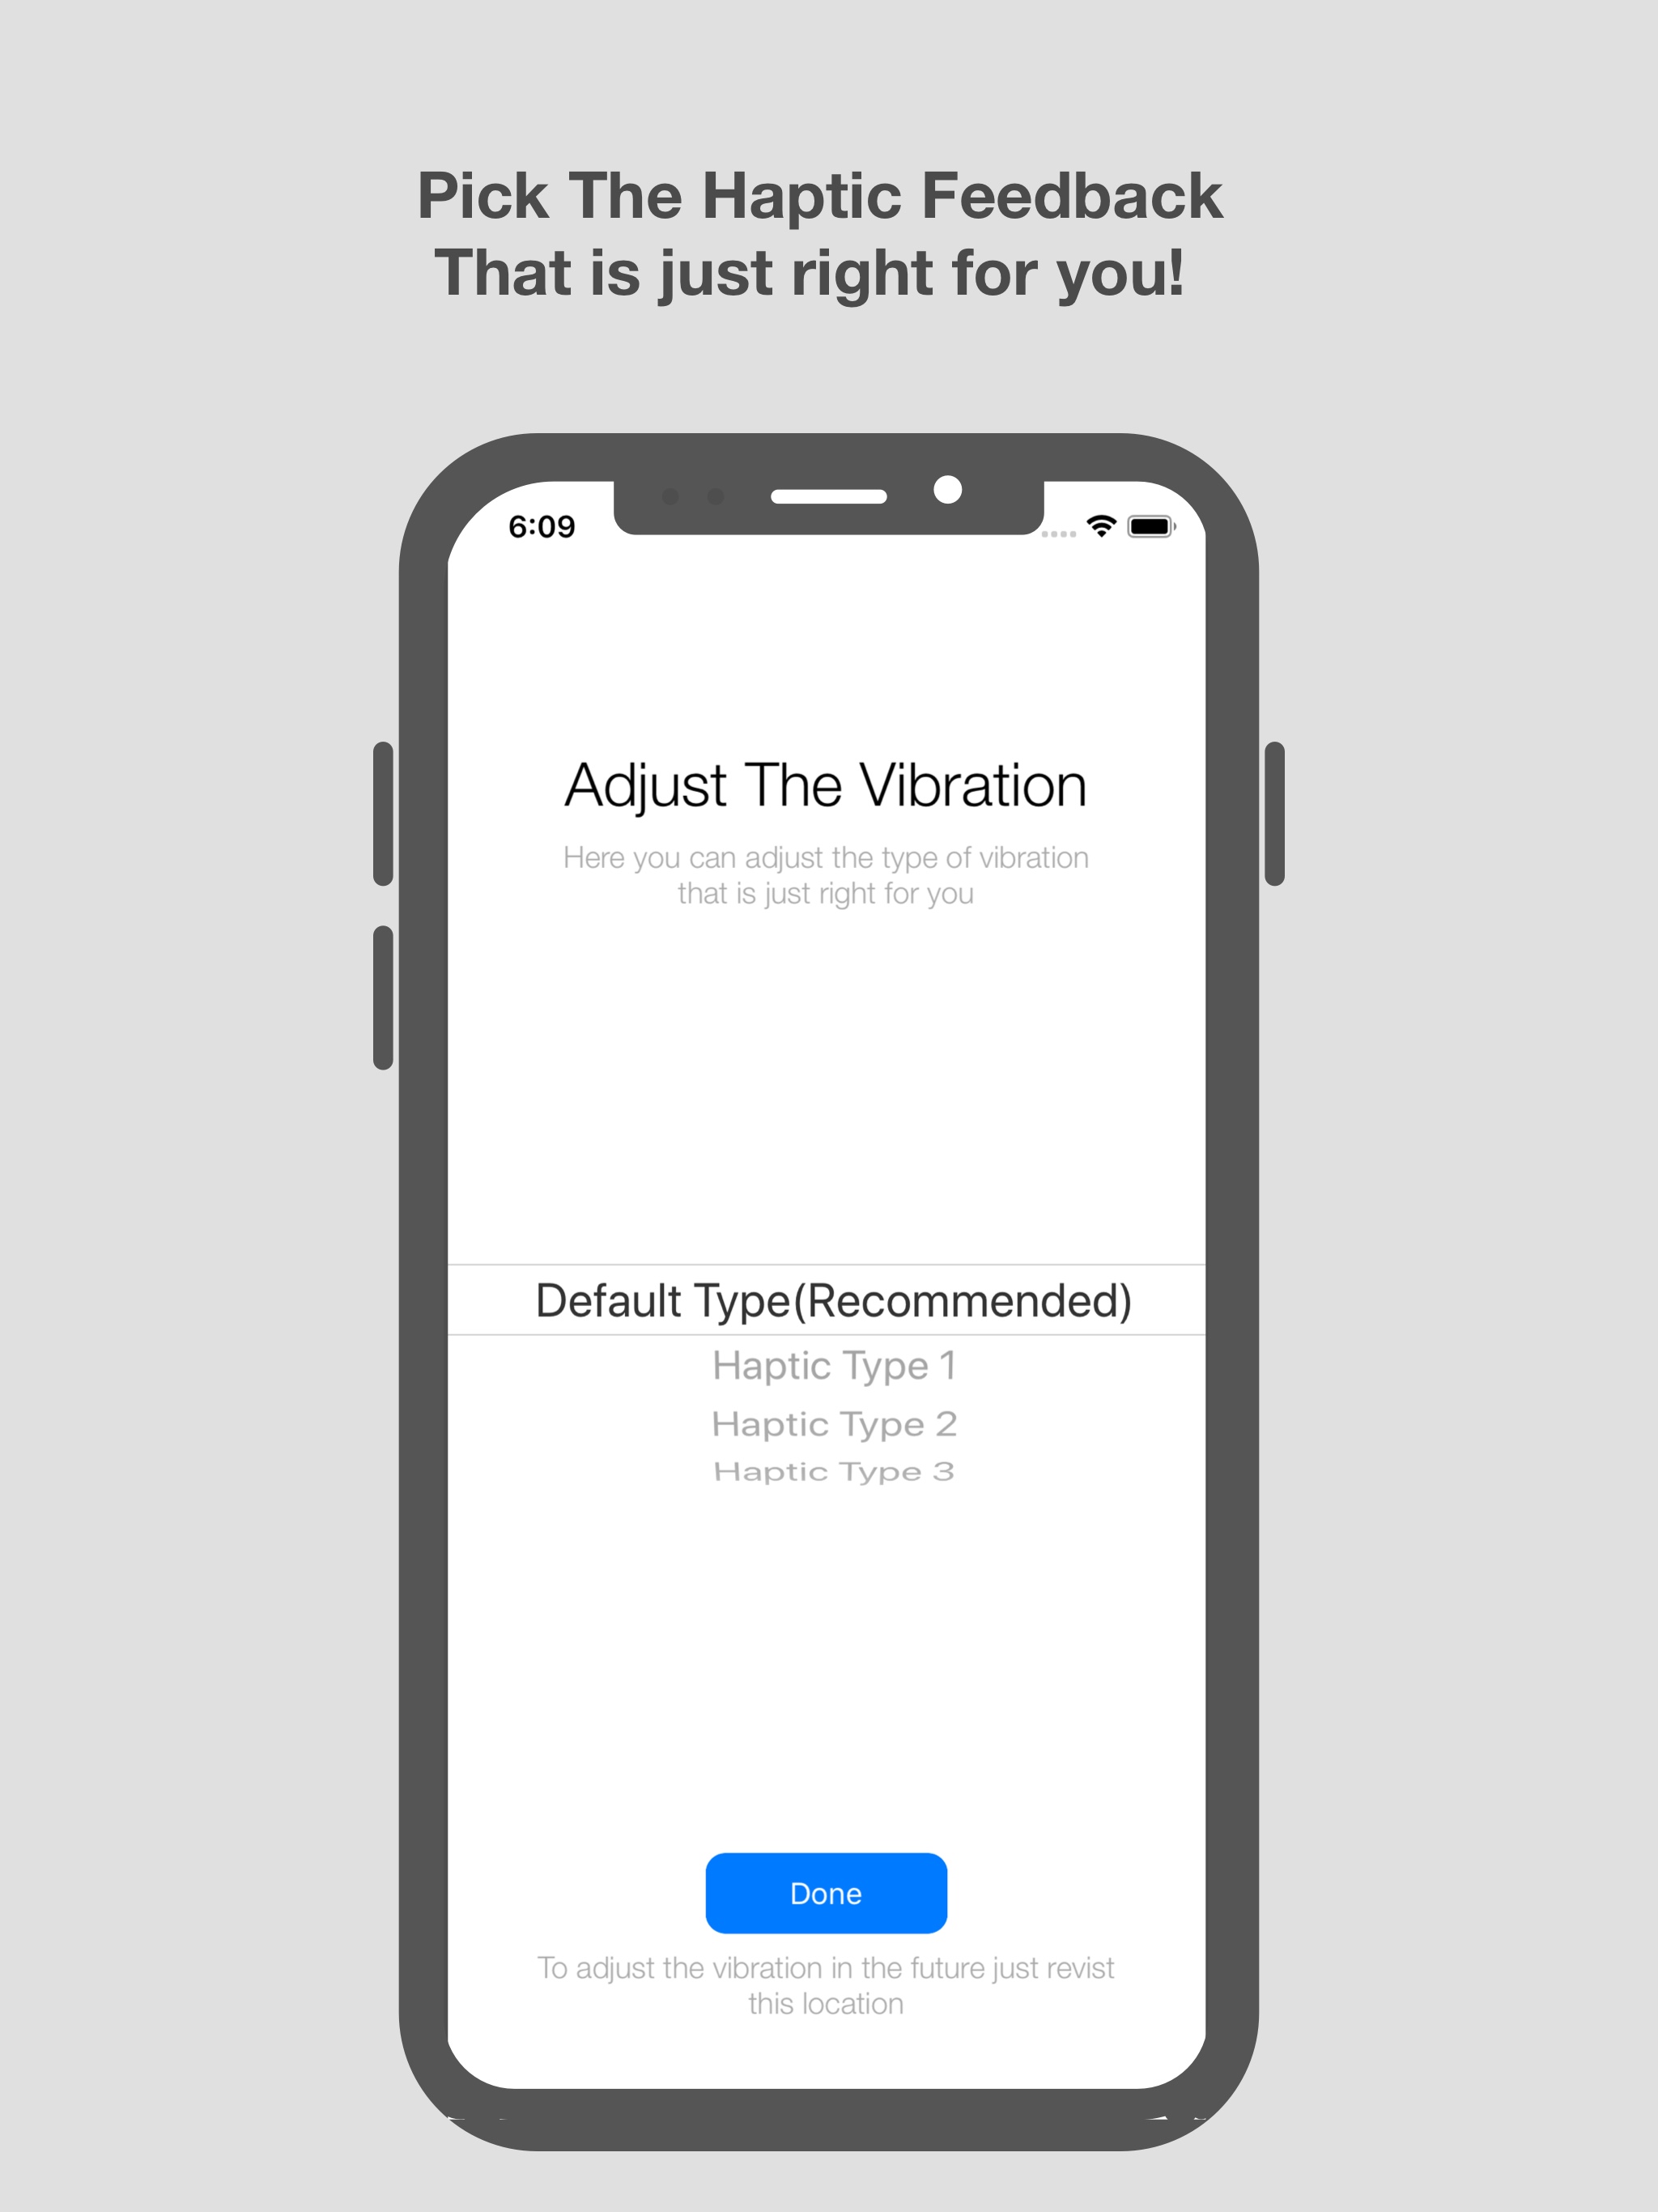 Pick The Haptic Feedback
That is just right for you!
6:09
Adjust The Vibration
Here you can adjust the type of vibration
that is just right for you
Default Type(Recommended)
Haptic Type 1
Haptic Type 2
Haptic Type 3
Done
To adjust the vibration in the future just revist
this location